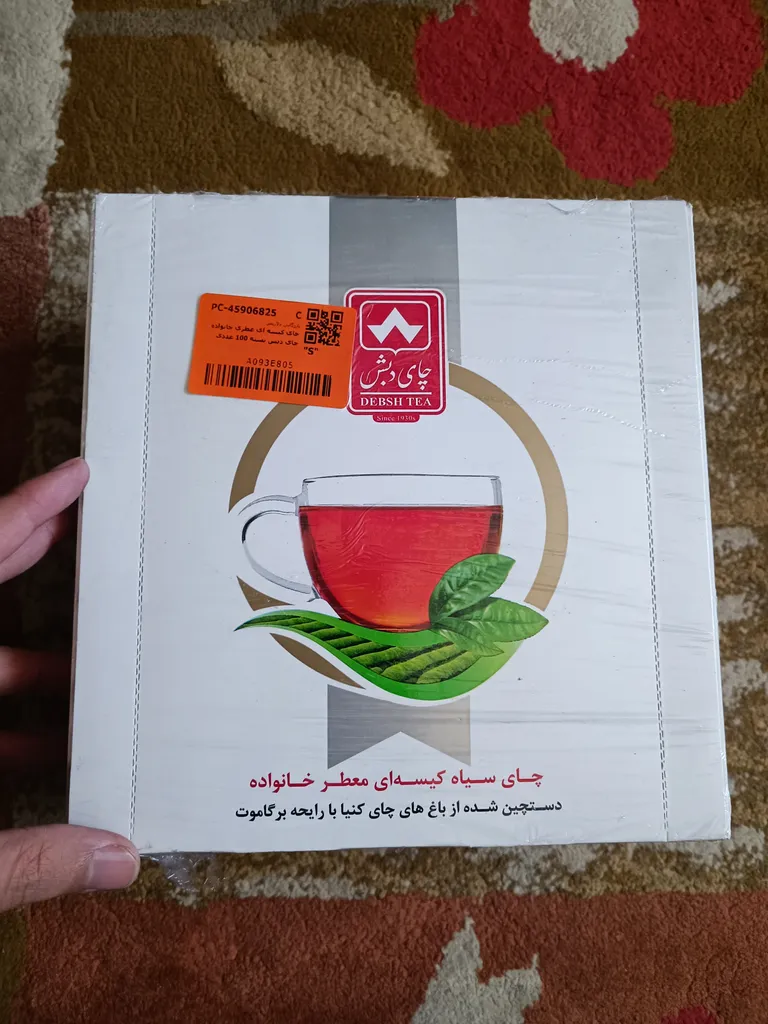 PC-45906825
C
چای کیسه ای عطری خانواده
چای دبش بسته 100 عددی
"S"
A093E805
چای دبش
DEBSH TEA
Since 1930s
چای سیاه کیسه‌ای معطر خانواده
دستچین شده از باغ های چای کنیا با رایحه برگاموت